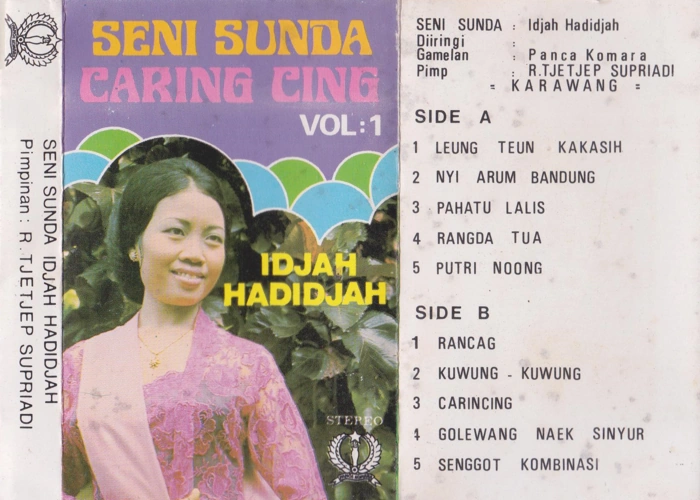 SENI SUNDA IDJAH HADIDJAH
Pimpinan : R. TJETJEP SUPRIADI
SENI SUNDA
CARING CING
VOL:1
IDJAH
HADIDJAH
STEREO
SENI SUNDA : Idjah Hadidjah
Diiringi :
Gamelan : Panca Komara
Pimp : R.TJETJEP SUPRIADI
= KARAWANG =
SIDE A
1 LEUNG TEUN KAKASIH
2 NYI ARUM BANDUNG
3 PAHATU LALIS
4 RANGDA TUA
5 PUTRI NOONG
SIDE B
1 RANCAG
2 KUWUNG - KUWUNG
3 CARINCING
4 GOLEWANG NAEK SINYUR
5 SENGGOT KOMBINASI